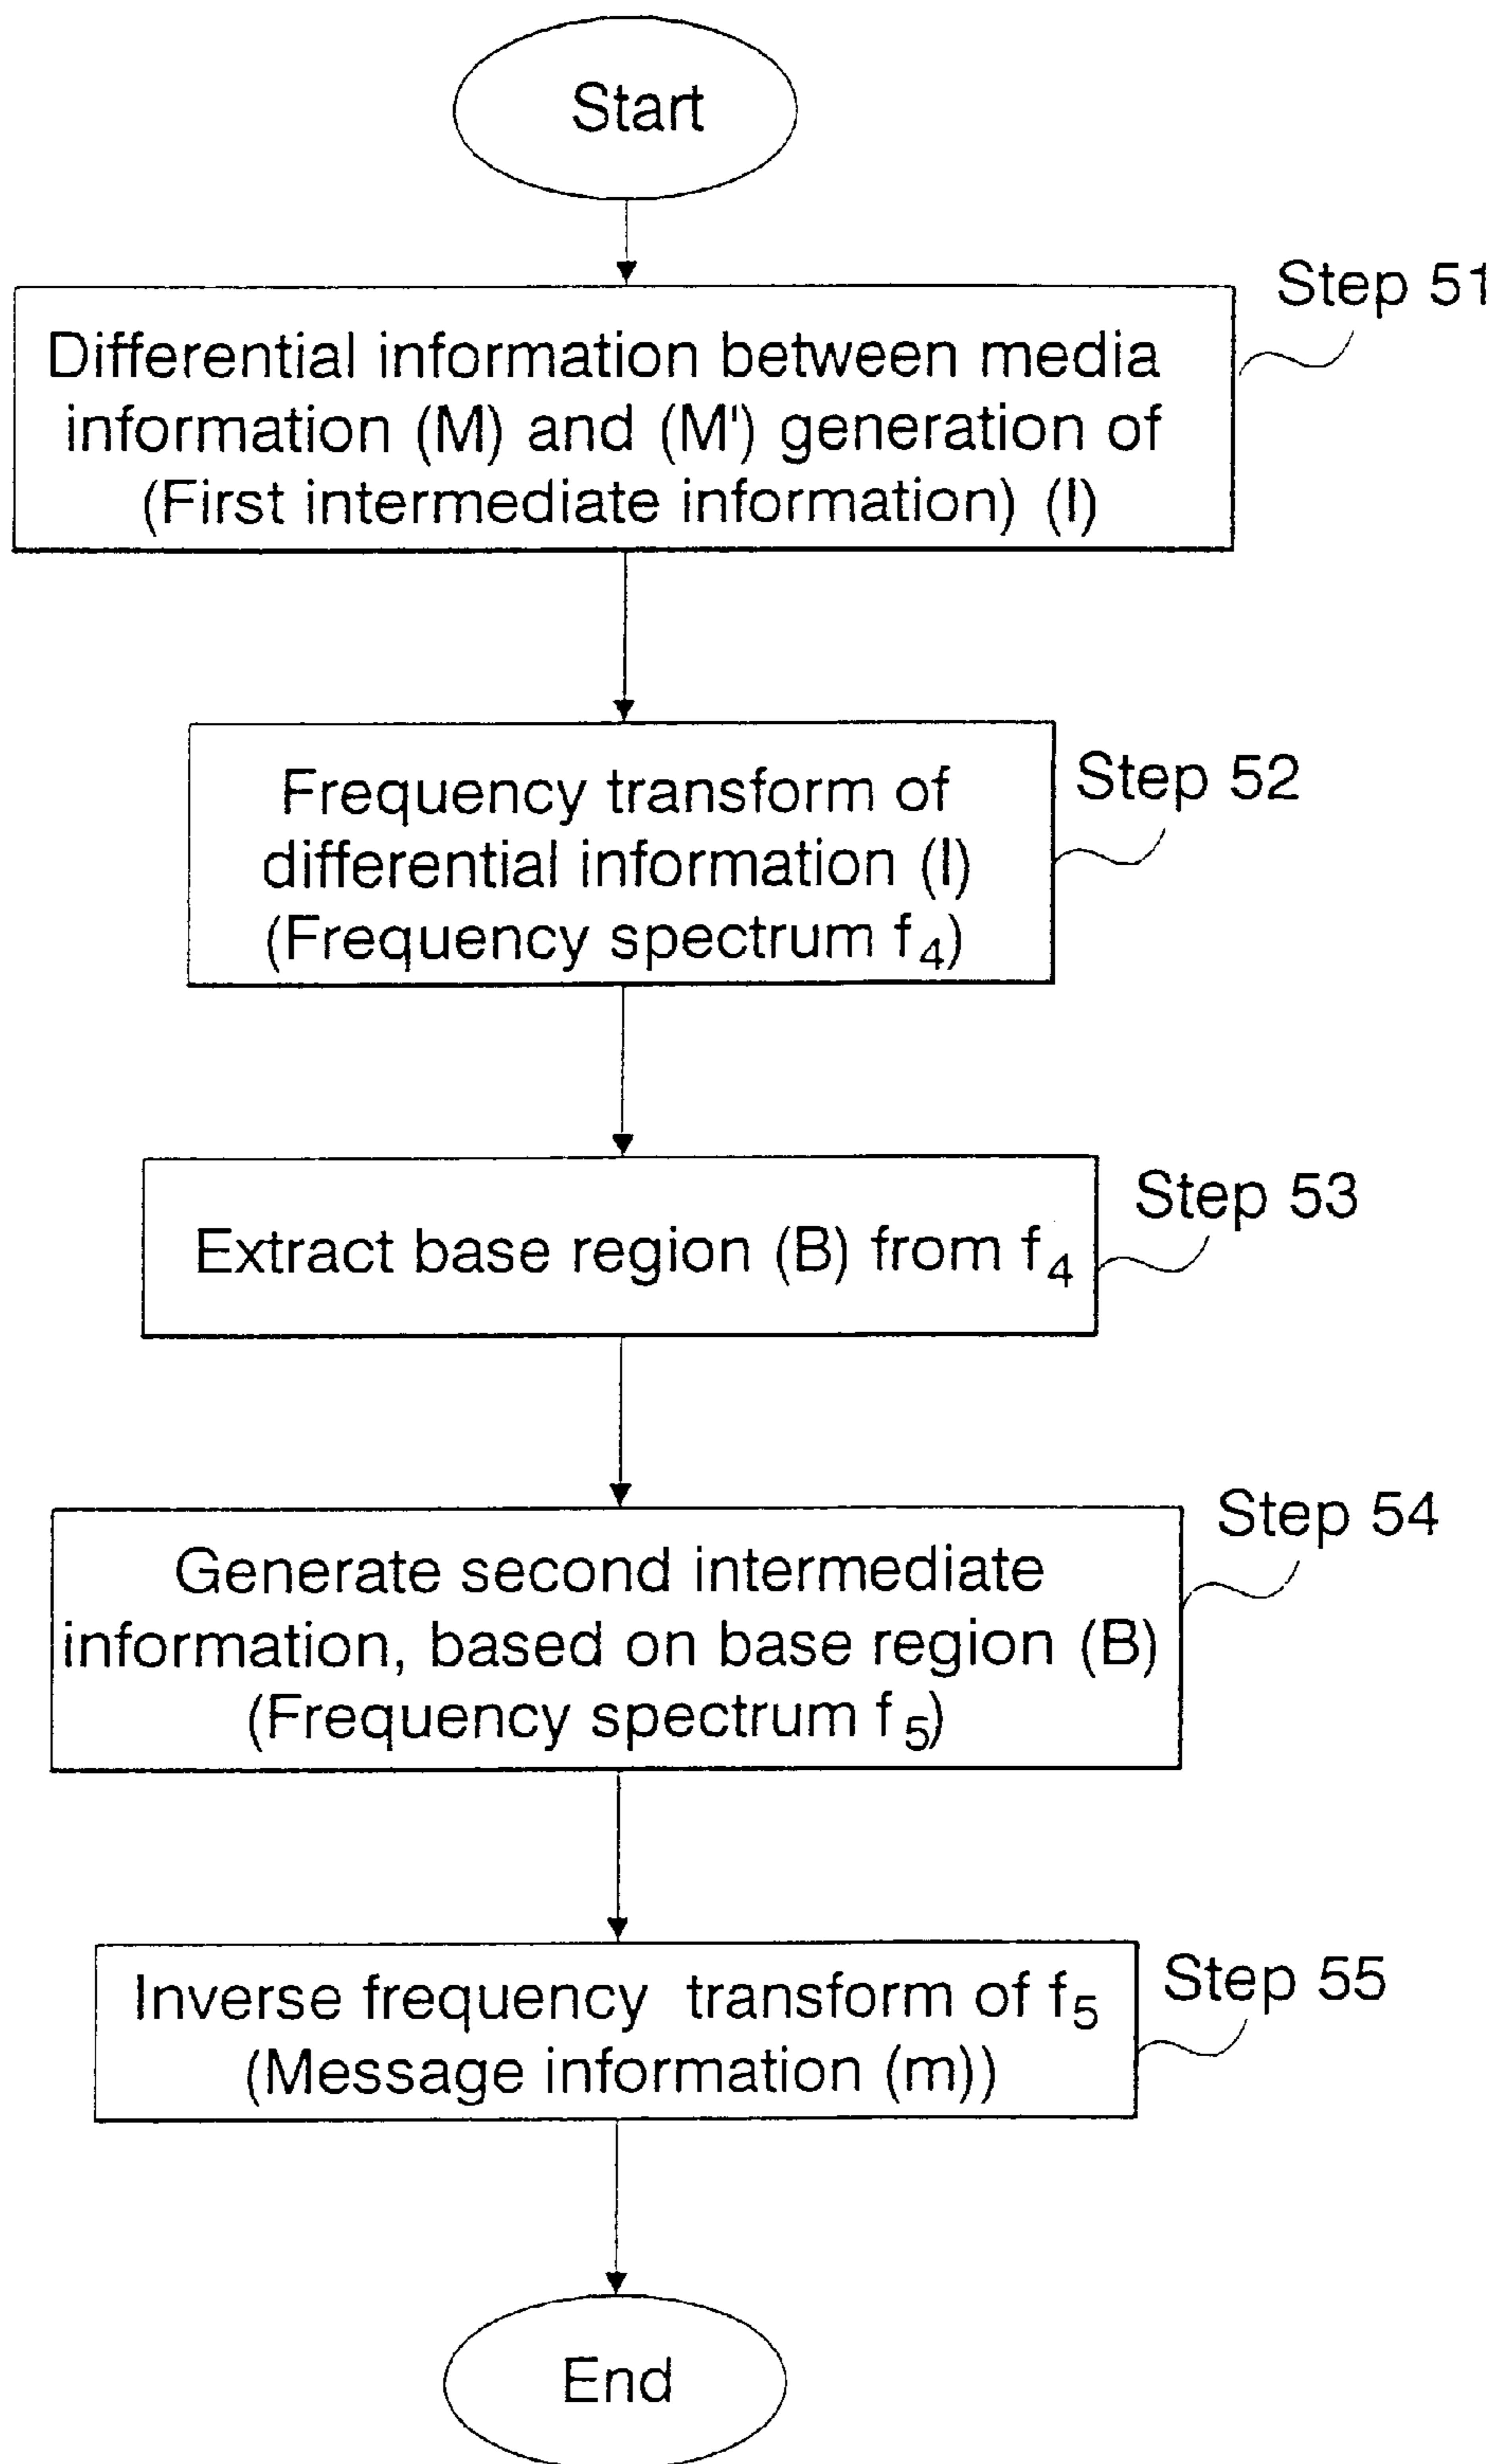 Start
Step 51
Differential information between media
information (M) and (M') generation of
(First intermediate information) (I)
Step 52
Frequency transform of
differential information (I)
(Frequency spectrum f₄)
Step 53
Extract base region (B) from f₄
Step 54
Generate second intermediate
information, based on base region (B)
(Frequency spectrum f₅)
Step 55
Inverse frequency transform of f₅
(Message information (m))
End